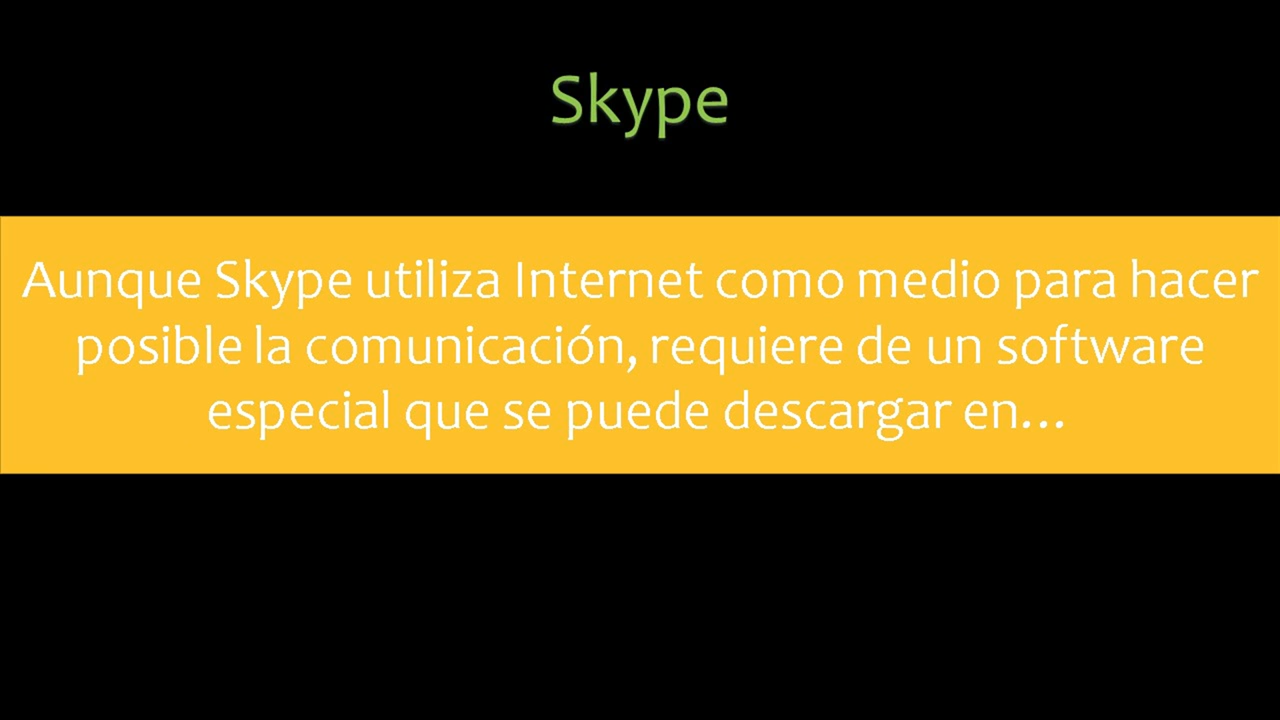 Skype
Aunque Skype utiliza Internet como medio para hacer
posible la comunicación, requiere de un software
especial que se puede descargar en…